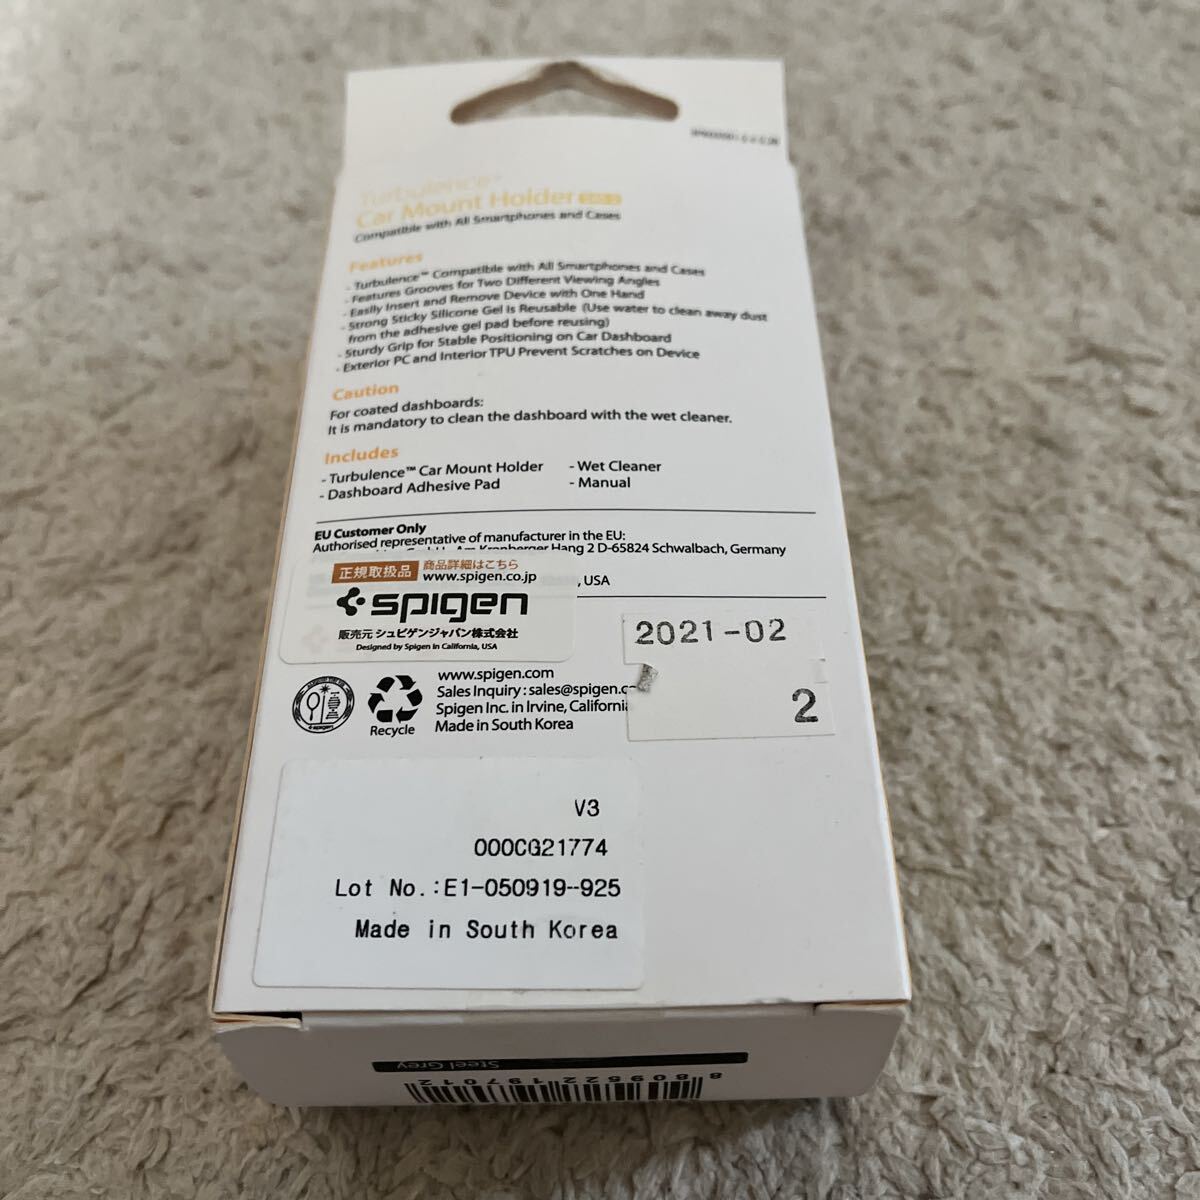 Turbulence™
Car Mount Holder
Compatible with All Smartphones and Cases
Features
- Turbulence™ Compatible with All Smartphones and Cases
- Features Grooves for Two Different Viewing Angles
- Easily Insert and Remove Device with One Hand
- Strong Sticky Silicone Gel is Reusable (Use water to clean away dust
from the adhesive gel pad before reusing)
- Sturdy Grip for Stable Positioning on Car Dashboard
- Exterior PC and Interior TPU Prevent Scratches on Device
Caution
For coated dashboards:
It is mandatory to clean the dashboard with the wet cleaner.
Includes
- Turbulence™ Car Mount Holder - Wet Cleaner
- Dashboard Adhesive Pad - Manual
EU Customer Only
Authorised representative of manufacturer in the EU:
Am Kronberger Hang 2 D-65824 Schwalbach, Germany
, USA
正規取扱品 商品詳細はこちら
www.spigen.co.jp
spigen
販売元 シュピゲンジャパン株式会社
Designed by Spigen in California, USA
2021-02
2
www.spigen.com
Sales Inquiry : sales@spigen.c
Spigen Inc. in Irvine, California
Made in South Korea
Recycle
spigen
V3
000CG21774
Lot No.:E1-050919--925
Made in South Korea
Steel Grey
8 809522 197012